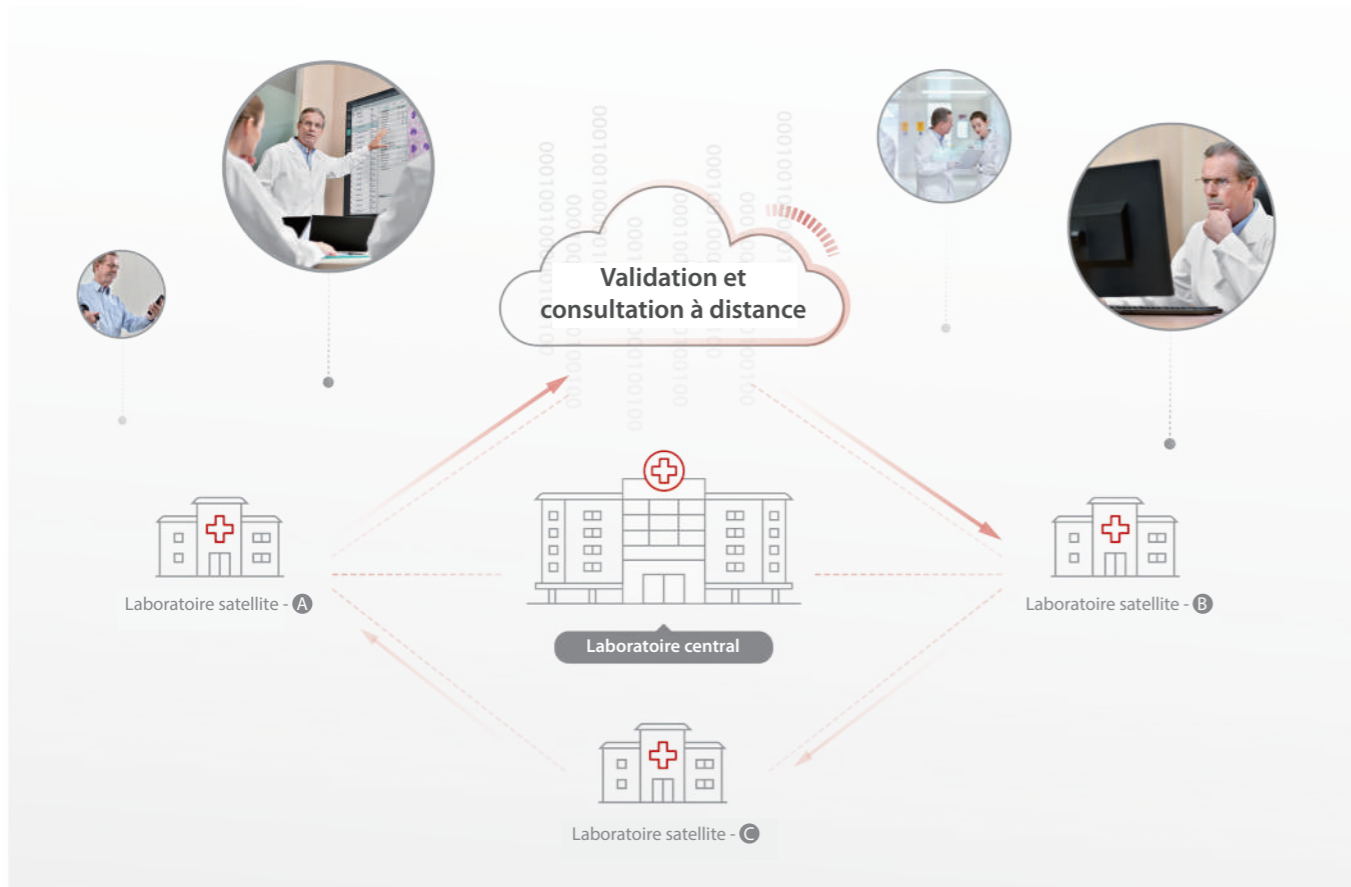 Validation et
consultation à distance
Laboratoire satellite - A
Laboratoire satellite - B
Laboratoire central
Laboratoire satellite - C